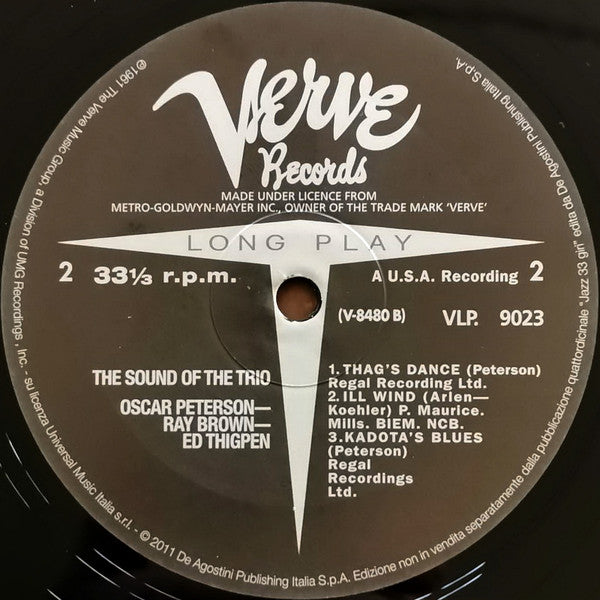 Verve
Records
MADE UNDER LICENCE FROM
METRO-GOLDWYN-MAYER INC., OWNER OF THE TRADE MARK 'VERVE'
LONG PLAY
2 33⅓ r.p.m. A U.S.A. Recording 2
(V-8480 B) VLP. 9023
THE SOUND OF THE TRIO
OSCAR PETERSON—
RAY BROWN—
ED THIGPEN
1. THAG'S DANCE (Peterson)
Regal Recording Ltd.
2. ILL WIND (Arlen—
Koehler) P. Maurice.
Mills. BIEM. NCB.
3. KADOTA'S BLUES
(Peterson)
Regal
Recordings
Ltd.
℗1961 The Verve Music Group, a Division of UMG Recordings, Inc. - su licenza Universal Music Italia s.r.l. - © 2011 De Agostini Publishing Italia S.p.A. Edizione non in vendita separatamente dalla pubblicazione quattordicinale "Jazz 33 giri" edita da De Agostini Publishing Italia S.p.A.